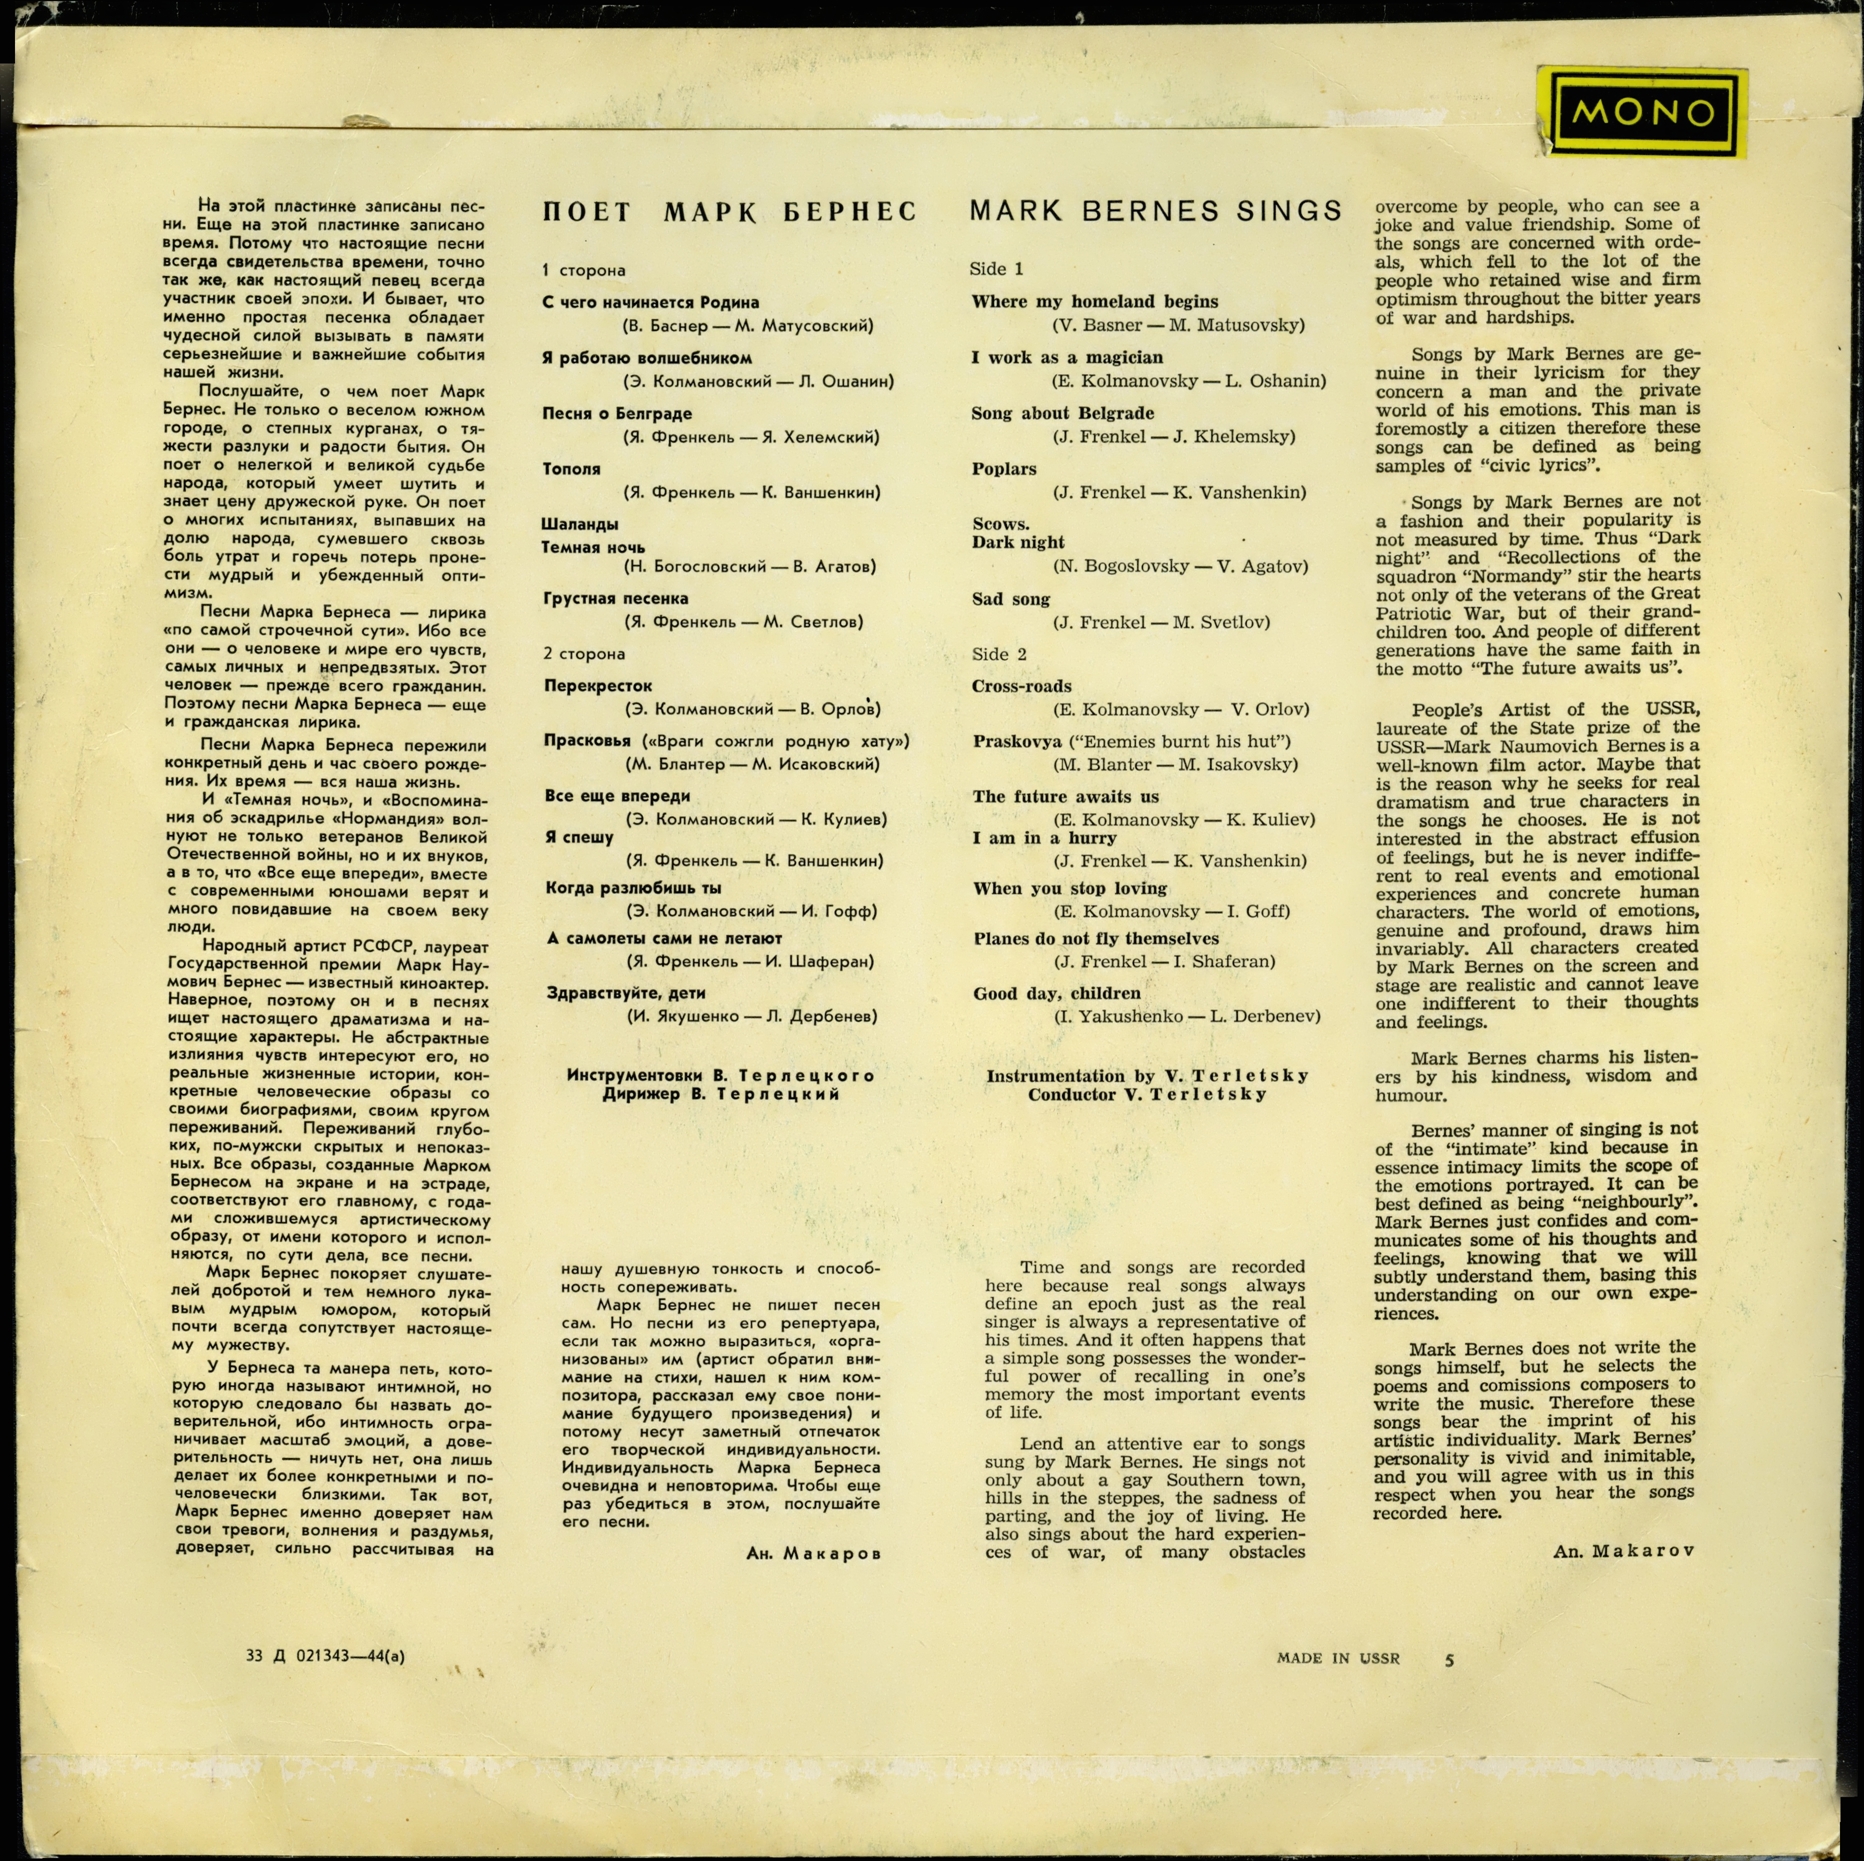 MONO
На этой пластинке записаны пес-
ни. Еще на этой пластинке записано
время. Потому что настоящие песни
всегда свидетельства времени, точно
так же, как настоящий певец всегда
участник своей эпохи. И бывает, что
именно простая песенка обладает
чудесной силой вызывать в памяти
серьезнейшие и важнейшие события
нашей жизни.
Послушайте, о чем поет Марк
Бернес. Не только о веселом южном
городе, о степных курганах, о тя-
жести разлуки и радости бытия. Он
поет о нелегкой и великой судьбе
народа, который умеет шутить и
знает цену дружеской руке. Он поет
о многих испытаниях, выпавших на
долю народа, сумевшего сквозь
боль утрат и горечь потерь проне-
сти мудрый и убежденный опти-
мизм.
Песни Марка Бернеса — лирика
«по самой строчечной сути». Ибо все
они — о человеке и мире его чувств,
самых личных и непредвзятых. Этот
человек — прежде всего гражданин.
Поэтому песни Марка Бернеса — еще
и гражданская лирика.
Песни Марка Бернеса пережили
конкретный день и час своего рожде-
ния. Их время — вся наша жизнь.
И «Темная ночь», и «Воспомина-
ния об эскадрилье «Нормандия» вол-
нуют не только ветеранов Великой
Отечественной войны, но и их внуков,
а в то, что «Все еще впереди», вместе
с современными юношами верят и
много повидавшие на своем веку
люди.
Народный артист РСФСР, лауреат
Государственной премии Марк Нау-
мович Бернес — известный киноактер.
Наверное, поэтому он и в песнях
ищет настоящего драматизма и на-
стоящие характеры. Не абстрактные
излияния чувств интересуют его, но
реальные жизненные истории, кон-
кретные человеческие образы со
своими биографиями, своим кругом
переживаний. Переживаний глубо-
ких, по-мужски скрытых и непоказ-
ных. Все образы, созданные Марком
Бернесом на экране и на эстраде,
соответствуют его главному, с года-
ми сложившемуся артистическому
образу, от имени которого и испол-
няются, по сути дела, все песни.
Марк Бернес покоряет слушате-
лей добротой и тем немного лука-
вым мудрым юмором, который
почти всегда сопутствует настояще-
му мужеству.
У Бернеса та манера петь, кото-
рую иногда называют интимной, но
которую следовало бы назвать до-
верительной, ибо интимность огра-
ничивает масштаб эмоций, а дове-
рительность — ничуть нет, она лишь
делает их более конкретными и по-
человечески близкими. Так вот,
Марк Бернес именно доверяет нам
свои тревоги, волнения и раздумья,
доверяет, сильно рассчитывая на
ПОЕТ МАРК БЕРНЕС
1 сторона
С чего начинается Родина
(В. Баснер — М. Матусовский)
Я работаю волшебником
(Э. Колмановский — Л. Ошанин)
Песня о Белграде
(Я. Френкель — Я. Хелемский)
Тополя
(Я. Френкель — К. Ваншенкин)
Шаланды
Темная ночь
(Н. Богословский — В. Агатов)
Грустная песенка
(Я. Френкель — М. Светлов)
2 сторона
Перекресток
(Э. Колмановский — В. Орлов)
Прасковья («Враги сожгли родную хату»)
(М. Блантер — М. Исаковский)
Все еще впереди
(Э. Колмановский — К. Кулиев)
Я спешу
(Я. Френкель — К. Ваншенкин)
Когда разлюбишь ты
(Э. Колмановский — И. Гофф)
А самолеты сами не летают
(Я. Френкель — И. Шаферан)
Здравствуйте, дети
(И. Якушенко — Л. Дербенев)
Инструментовки В. Терлецкого
Дирижер В. Терлецкий
нашу душевную тонкость и способ-
ность сопереживать.
Марк Бернес не пишет песен
сам. Но песни из его репертуара,
если так можно выразиться, «орга-
низованы» им (артист обратил вни-
мание на стихи, нашел к ним ком-
позитора, рассказал ему свое пони-
мание будущего произведения) и
потому несут заметный отпечаток
его творческой индивидуальности.
Индивидуальность Марка Бернеса
очевидна и неповторима. Чтобы еще
раз убедиться в этом, послушайте
его песни.
Ан. Макаров
MARK BERNES SINGS
Side 1
Where my homeland begins
(V. Basner — M. Matusovsky)
I work as a magician
(E. Kolmanovsky — L. Oshanin)
Song about Belgrade
(J. Frenkel — J. Khelemsky)
Poplars
(J. Frenkel — K. Vanshenkin)
Scows.
Dark night
(N. Bogoslovsky — V. Agatov)
Sad song
(J. Frenkel — M. Svetlov)
Side 2
Cross-roads
(E. Kolmanovsky — V. Orlov)
Praskovya (“Enemies burnt his hut”)
(M. Blanter — M. Isakovsky)
The future awaits us
(E. Kolmanovsky — K. Kuliev)
I am in a hurry
(J. Frenkel — K. Vanshenkin)
When you stop loving
(E. Kolmanovsky — I. Goff)
Planes do not fly themselves
(J. Frenkel — I. Shaferan)
Good day, children
(I. Yakushenko — L. Derbenev)
Instrumentation by V. Terletsky
Conductor V. Terletsky
Time and songs are recorded
here because real songs always
define an epoch just as the real
singer is always a representative of
his times. And it often happens that
a simple song possesses the wonder-
ful power of recalling in one’s
memory the most important events
of life.
Lend an attentive ear to songs
sung by Mark Bernes. He sings not
only about a gay Southern town,
hills in the steppes, the sadness of
parting, and the joy of living. He
also sings about the hard experien-
ces of war, of many obstacles
overcome by people, who can see a
joke and value friendship. Some of
the songs are concerned with orde-
als, which fell to the lot of the
people who retained wise and firm
optimism throughout the bitter years
of war and hardships.
Songs by Mark Bernes are ge-
nuine in their lyricism for they
concern a man and the private
world of his emotions. This man is
foremostly a citizen therefore these
songs can be defined as being
samples of “civic lyrics”.
Songs by Mark Bernes are not
a fashion and their popularity is
not measured by time. Thus “Dark
night” and “Recollections of the
squadron “Normandy” stir the hearts
not only of the veterans of the Great
Patriotic War, but of their grand-
children too. And people of different
generations have the same faith in
the motto “The future awaits us”.
People’s Artist of the USSR,
laureate of the State prize of the
USSR—Mark Naumovich Bernes is a
well-known film actor. Maybe that
is the reason why he seeks for real
dramatism and true characters in
the songs he chooses. He is not
interested in the abstract effusion
of feelings, but he is never indiffe-
rent to real events and emotional
experiences and concrete human
characters. The world of emotions,
genuine and profound, draws him
invariably. All characters created
by Mark Bernes on the screen and
stage are realistic and cannot leave
one indifferent to their thoughts
and feelings.
Mark Bernes charms his listen-
ers by his kindness, wisdom and
humour.
Bernes’ manner of singing is not
of the “intimate” kind because in
essence intimacy limits the scope of
the emotions portrayed. It can be
best defined as being “neighbourly”.
Mark Bernes just confides and com-
municates some of his thoughts and
feelings, knowing that we will
subtly understand them, basing this
understanding on our own expe-
riences.
Mark Bernes does not write the
songs himself, but he selects the
poems and comissions composers to
write the music. Therefore these
songs bear the imprint of his
artistic individuality. Mark Bernes’
personality is vivid and inimitable,
and you will agree with us in this
respect when you hear the songs
recorded here.
An. Makarov
33 Д 021343—44(а)
MADE IN USSR 5